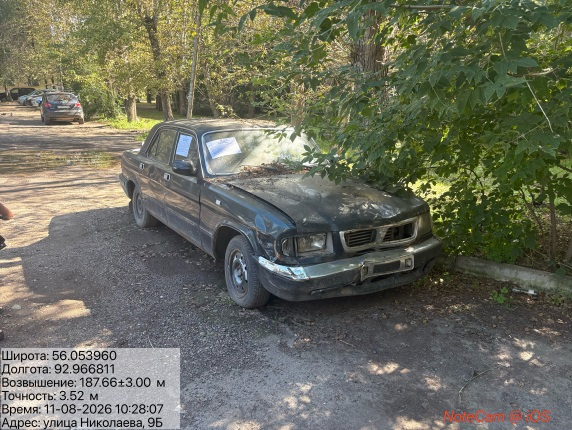 Широта: 56.053960
Долгота: 92.966811
Возвышение: 187.66±3.00 м
Точность: 3.52 м
Время: 11-08-2026 10:28:07
Адрес: улица Николаева, 9Б
NoteCam @ iOS